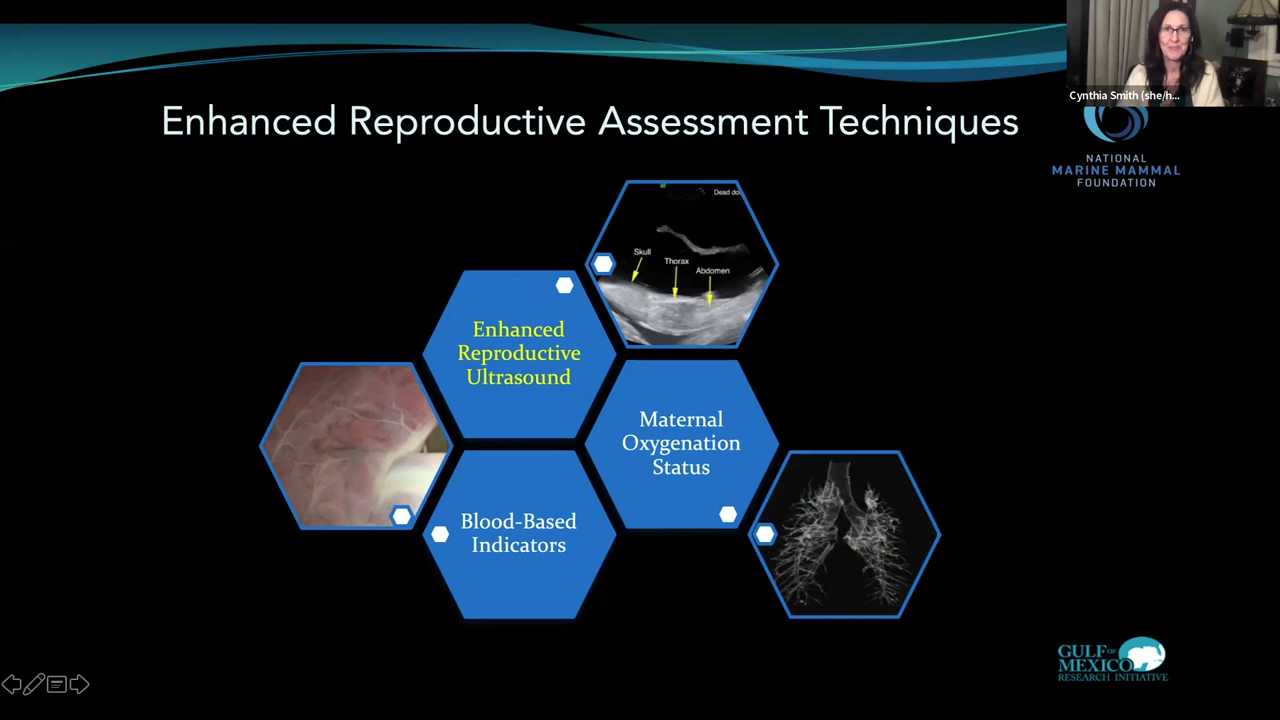 Cynthia Smith (she/h...
Enhanced Reproductive Assessment Techniques
NATIONAL
MARINE MAMMAL
FOUNDATION
Dead do
Skull
Thorax
Abdomen
Enhanced
Reproductive
Ultrasound
Maternal
Oxygenation
Status
Blood-Based
Indicators
GULF OF
MEXICO
RESEARCH INITIATIVE